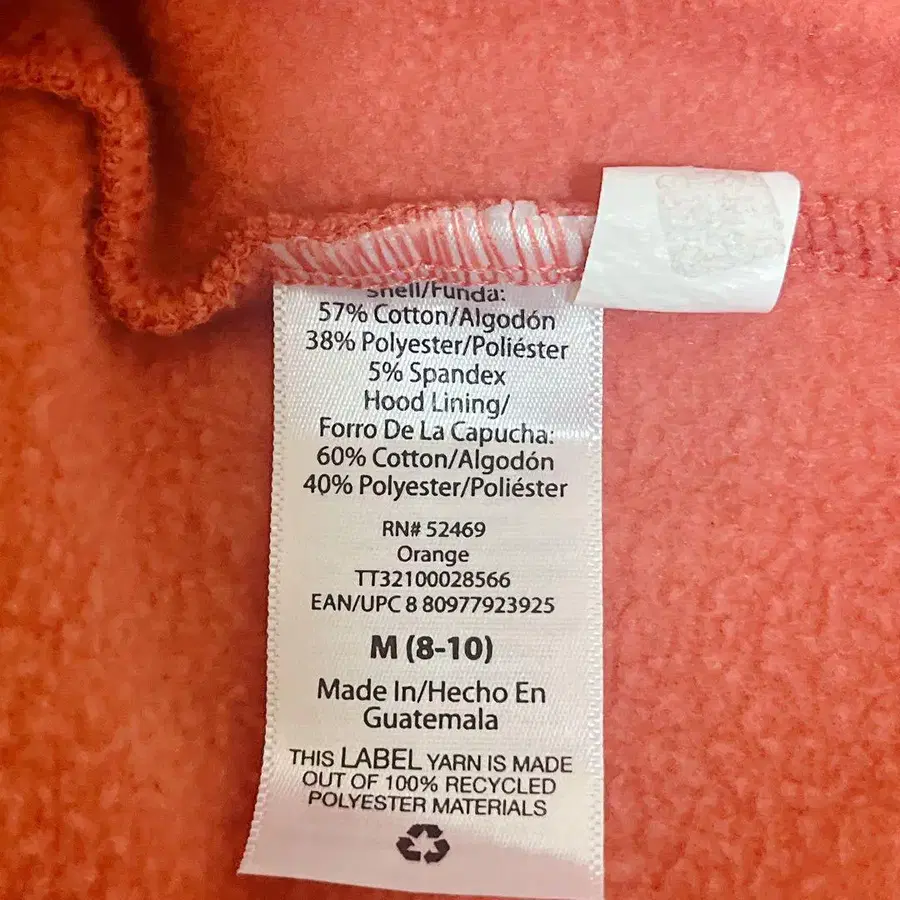 Shell/Funda:
57% Cotton/Algodón
38% Polyester/Poliéster
5% Spandex
Hood Lining/
Forro De La Capucha:
60% Cotton/Algodón
40% Polyester/Poliéster
RN# 52469
Orange
TT32100028566
EAN/UPC 8 80977923925
M (8-10)
Made In/Hecho En
Guatemala
THIS LABEL YARN IS MADE
OUT OF 100% RECYCLED
POLYESTER MATERIALS